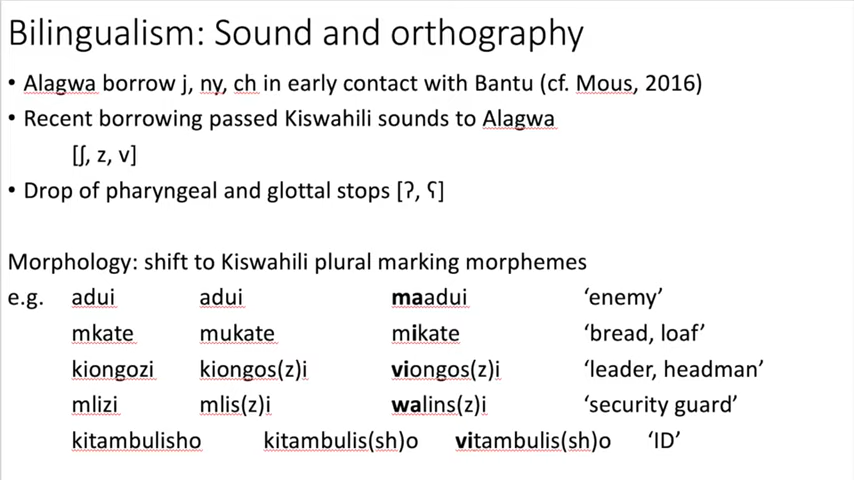 Bilingualism: Sound and orthography
• Alagwa borrow j, ny, ch in early contact with Bantu (cf. Mous, 2016)
• Recent borrowing passed Kiswahili sounds to Alagwa
[ʃ, z, v]
• Drop of pharyngeal and glottal stops [ʔ, ʕ]
Morphology: shift to Kiswahili plural marking morphemes
e.g. adui adui maadui ‘enemy’
mkate mukate mikate ‘bread, loaf’
kiongozi kiongos(z)i viongos(z)i ‘leader, headman’
mlizi mlis(z)i walins(z)i ‘security guard’
kitambulisho kitambulis(sh)o vitambulis(sh)o ‘ID’